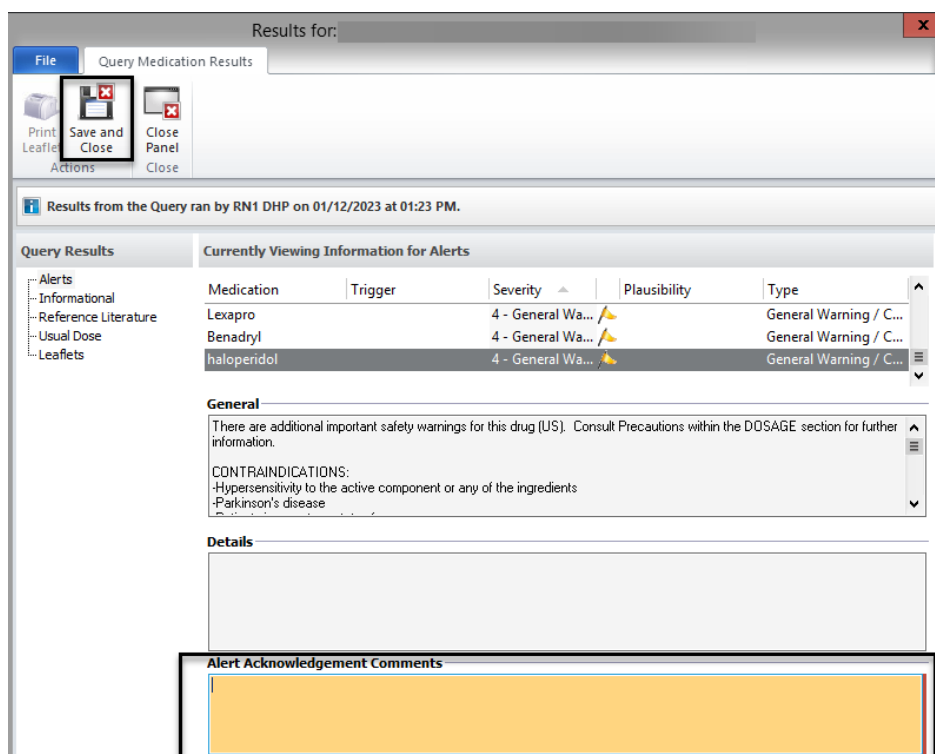 Results for:
x
File Query Medication Results
Print Leaflet Save and Close Close Panel
Actions Close
Results from the Query ran by RN1 DHP on 01/12/2023 at 01:23 PM.
Query Results
Alerts
Informational
Reference Literature
Usual Dose
Leaflets
Currently Viewing Information for Alerts
Medication Trigger Severity Plausibility Type
Lexapro 4 - General Wa... General Warning / C...
Benadryl 4 - General Wa... General Warning / C...
haloperidol 4 - General Wa... General Warning / C...
General
There are additional important safety warnings for this drug (US). Consult Precautions within the DOSAGE section for further
information.
CONTRAINDICATIONS:
-Hypersensitivity to the active component or any of the ingredients
-Parkinson's disease
Details
Alert Acknowledgement Comments